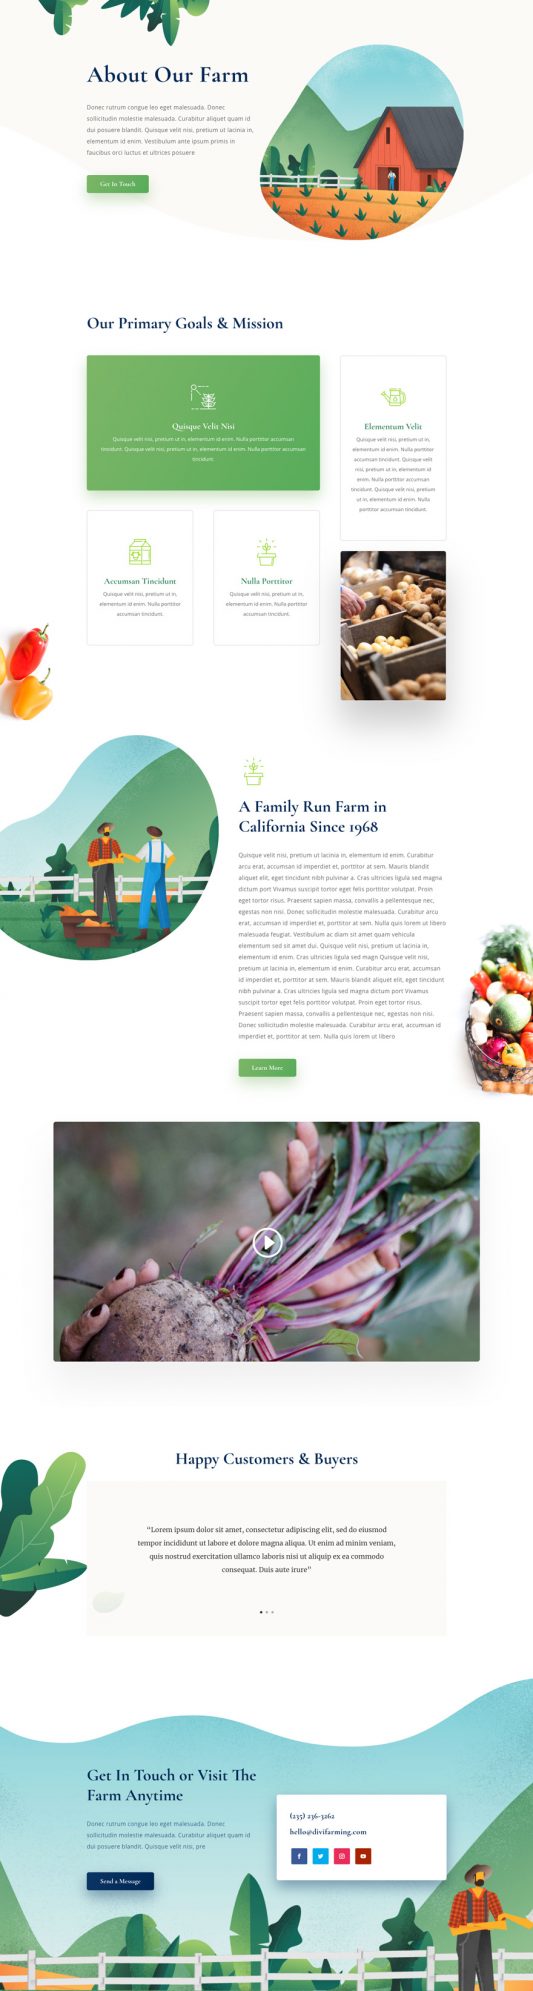 About Our Farm
Donec rutrum congue leo eget malesuada. Donec
sollicitudin molestie malesuada. Curabitur aliquet quam id
dui posuere blandit. Quisque velit nisi, pretium ut lacinia in,
elementum id enim. Vestibulum ante ipsum primis in
faucibus orci luctus et ultrices posuere
Get In Touch
Our Primary Goals & Mission
Quisque Velit Nisi
Quisque velit nisi, pretium ut in, elementum id enim. Nulla porttitor accumsan
tincidunt. Quisque velit nisi, pretium ut in, elementum id enim. Nulla porttitor accumsan
tincidunt.
Elementum Velit
Quisque velit nisi, pretium ut in,
elementum id enim. Nulla porttitor
accumsan tincidunt. Quisque velit
nisi, pretium ut in, elementum id
enim. Nulla porttitor accumsan
tincidunt. Quisque velit nisi, pretium
ut in, elementum id enim. Nulla
porttitor accumsan tincidunt.
Accumsan Tincidunt
Quisque velit nisi, pretium ut in,
elementum id enim. Nulla porttitor
accumsan tincidunt.
Nulla Porttitor
Quisque velit nisi, pretium ut in,
elementum id enim. Nulla porttitor
accumsan tincidunt.
A Family Run Farm in
California Since 1968
Quisque velit nisi, pretium ut lacinia in, elementum id enim. Curabitur
arcu erat, accumsan id imperdiet et, porttitor at sem. Mauris blandit
aliquet elit, eget tincidunt nibh pulvinar a. Cras ultricies ligula sed magna
dictum port Vivamus suscipit tortor eget felis porttitor volutpat. Proin
eget tortor risus. Praesent sapien massa, convallis a pellentesque nec,
egestas non nisi. Donec sollicitudin molestie malesuada. Curabitur arcu
erat, accumsan id imperdiet et, porttitor at sem. Nulla quis lorem ut libero
malesuada feugiat. Vestibulum ac diam sit amet quam vehicula
elementum sed sit amet dui. Quisque velit nisi, pretium ut lacinia in,
elementum id enim. Cras ultricies ligula sed magn Quisque velit nisi,
pretium ut lacinia in, elementum id enim. Curabitur arcu erat, accumsan
id imperdiet et, porttitor at sem. Mauris blandit aliquet elit, eget tincidunt
nibh pulvinar a. Cras ultricies ligula sed magna dictum port Vivamus
suscipit tortor eget felis porttitor volutpat. Proin eget tortor risus.
Praesent sapien massa, convallis a pellentesque nec, egestas non nisi.
Donec sollicitudin molestie malesuada. Curabitur arcu erat, accumsan id
imperdiet et, porttitor at sem. Nulla quis lorem ut libero
Learn More
Happy Customers & Buyers
“Lorem ipsum dolor sit amet, consectetur adipiscing elit, sed do eiusmod
tempor incididunt ut labore et dolore magna aliqua. Ut enim ad minim veniam,
quis nostrud exercitation ullamco laboris nisi ut aliquip ex ea commodo
consequat. Duis aute irure”
Get In Touch or Visit The
Farm Anytime
Donec rutrum congue leo eget malesuada. Donec
sollicitudin molestie malesuada. Curabitur aliquet quam id
dui posuere blandit. Quisque velit nisi, pre
Send a Message
(235) 236-3262
hello@divifarming.com